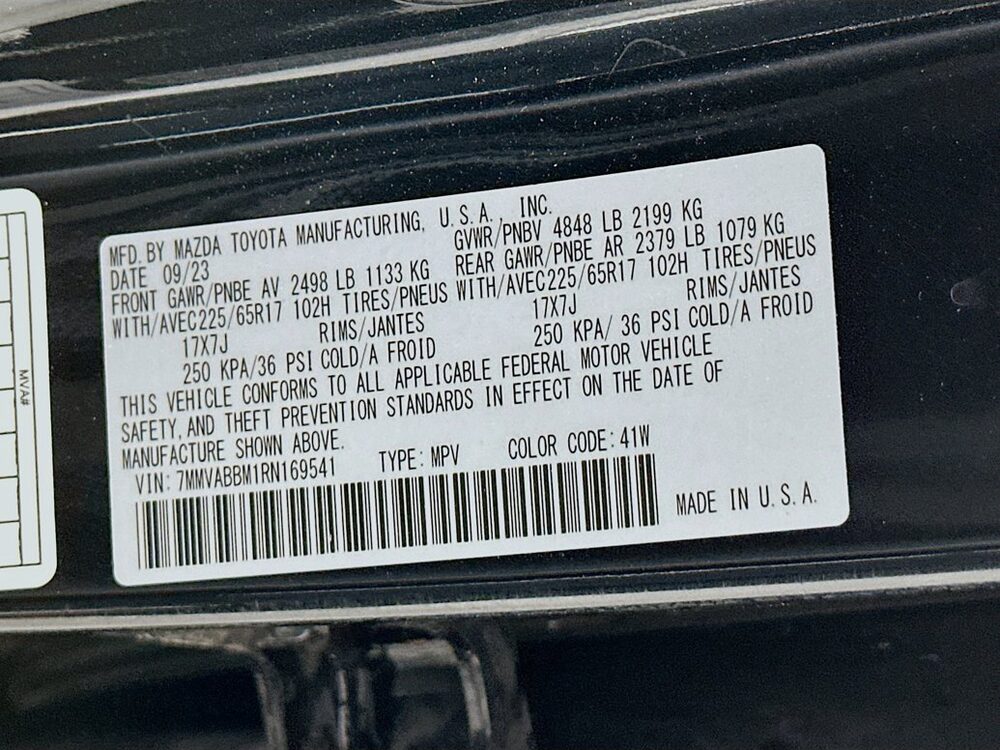 MFD. BY MAZDA TOYOTA MANUFACTURING, U.S.A., INC.
DATE 09/23 GVWR/PNBV 4848 LB 2199 KG
FRONT GAWR/PNBE AV 2498 LB 1133 KG REAR GAWR/PNBE AR 2379 LB 1079 KG
WITH/AVEC225/65R17 102H TIRES/PNEUS WITH/AVEC225/65R17 102H TIRES/PNEUS
17X7J RIMS/JANTES 17X7J RIMS/JANTES
250 KPA/36 PSI COLD/A FROID 250 KPA/ 36 PSI COLD/A FROID
THIS VEHICLE CONFORMS TO ALL APPLICABLE FEDERAL MOTOR VEHICLE
SAFETY, AND THEFT PREVENTION STANDARDS IN EFFECT ON THE DATE OF
MANUFACTURE SHOWN ABOVE.
VIN: 7MMVABBM1RN169541 TYPE: MPV COLOR CODE: 41W
MADE IN U.S.A.
MVA#